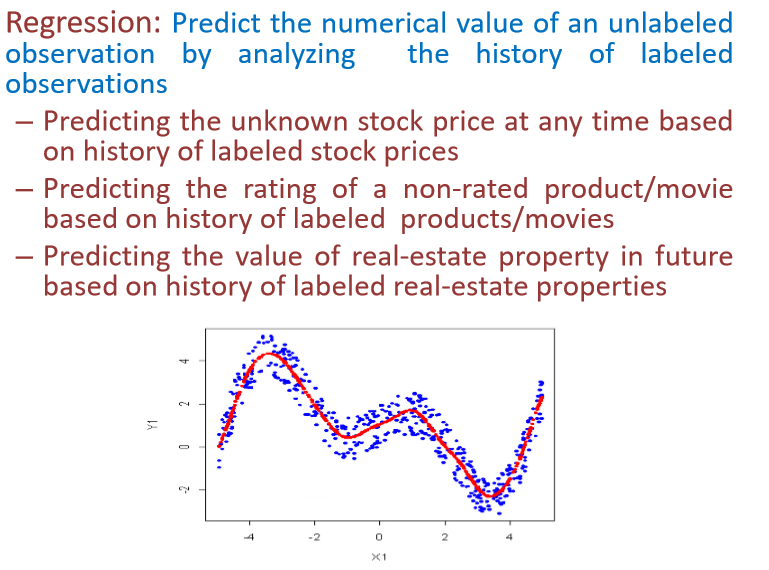 Regression: Predict the numerical value of an unlabeled
observation by analyzing the history of labeled
observations
– Predicting the unknown stock price at any time based
on history of labeled stock prices
– Predicting the rating of a non-rated product/movie
based on history of labeled products/movies
– Predicting the value of real-estate property in future
based on history of labeled real-estate properties
4
2
0
-2
Y1
-4 -2 0 2 4
X1